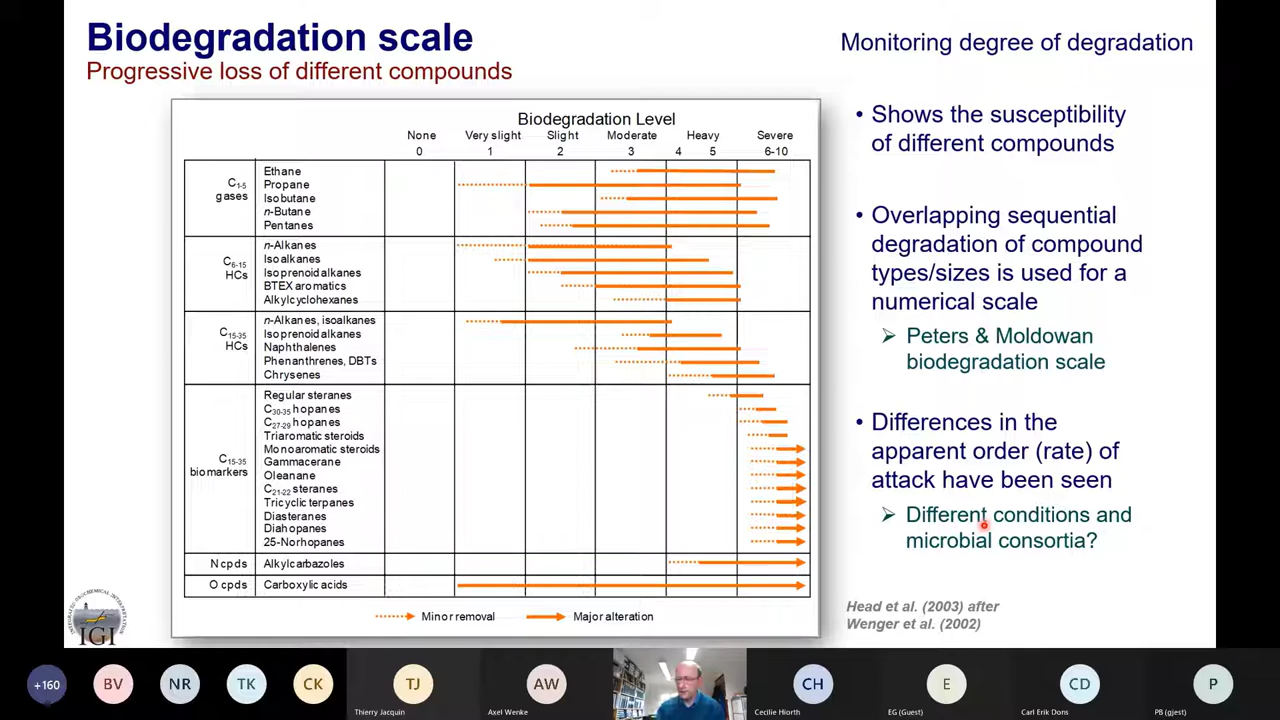 Biodegradation scale
Progressive loss of different compounds
Monitoring degree of degradation
Biodegradation Level
None Very slight Slight Moderate Heavy Severe
0 1 2 3 4 5 6-10
C1-5 gases
Ethane
Propane
Isobutane
n-Butane
Pentanes
C6-15 HCs
n-Alkanes
Isoalkanes
Isoprenoid alkanes
BTEX aromatics
Alkylcyclohexanes
C15-35 HCs
n-Alkanes, isoalkanes
Isoprenoid alkanes
Naphthalenes
Phenanthrenes, DBTs
Chrysenes
C15-35 biomarkers
Regular steranes
C30-35 hopanes
C27-29 hopanes
Triaromatic steroids
Monoaromatic steroids
Gammacerane
Oleanane
C21-22 steranes
Tricyclic terpanes
Diasteranes
Diahopanes
25-Norhopanes
N cpds Alkylcarbazoles
O cpds Carboxylic acids
Minor removal Major alteration
• Shows the susceptibility
of different compounds
• Overlapping sequential
degradation of compound
types/sizes is used for a
numerical scale
Peters & Moldowan
biodegradation scale
• Differences in the
apparent order (rate) of
attack have been seen
Different conditions and
microbial consortia?
Head et al. (2003) after
Wenger et al. (2002)
IGI
+160 BV NR TK CK TJ AW CH E CD P
Thierry Jacquin Axel Wenke Cecilie Hiorth EG (Guest) Carl Erik Dons PB (gjest)